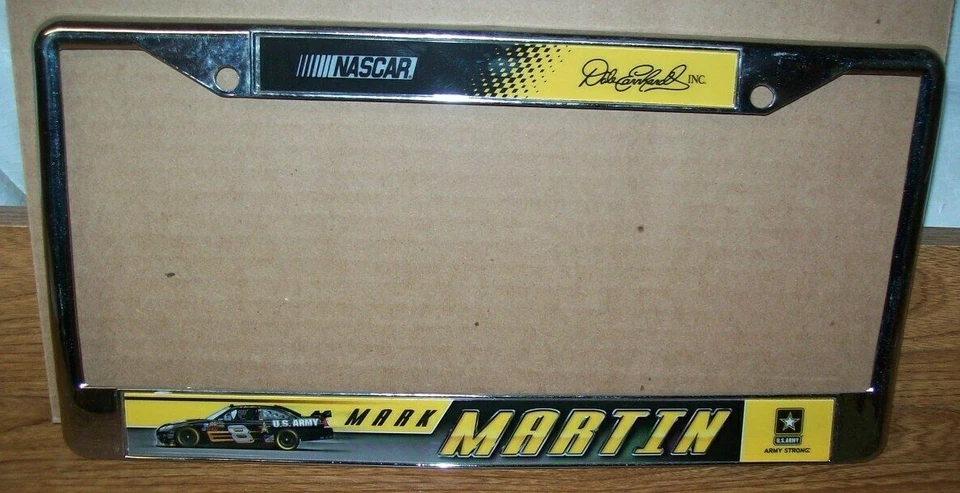 NASCAR
Dale Earnhardt INC.
U.S. ARMY
8
MARK MARTIN
U.S. ARMY
ARMY STRONG